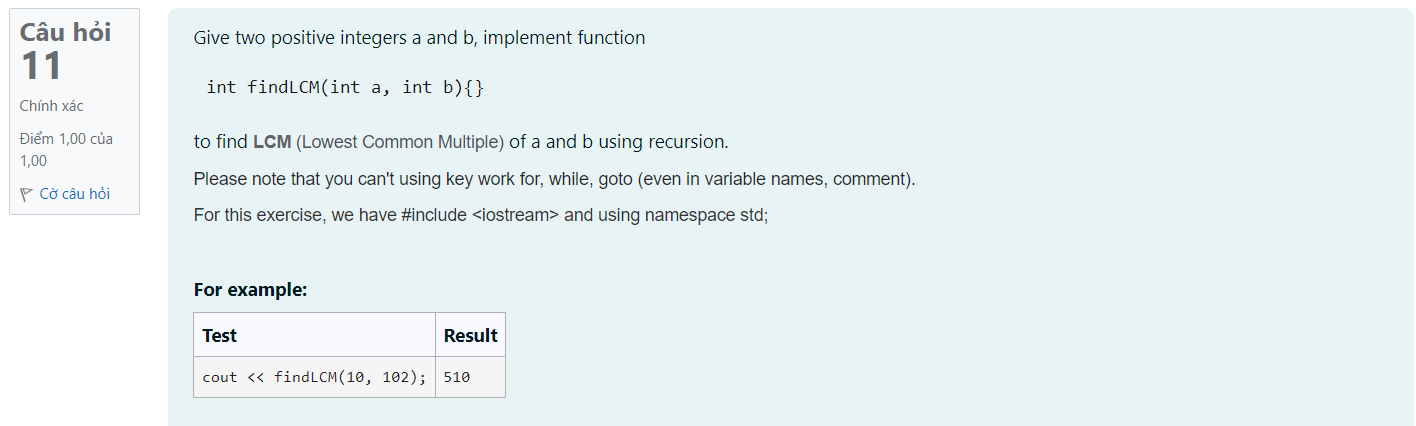 Câu hỏi
11
Chính xác
Điểm 1,00 của
1,00
Cờ câu hỏi
Give two positive integers a and b, implement function
int findLCM(int a, int b){}
to find LCM (Lowest Common Multiple) of a and b using recursion.
Please note that you can't using key work for, while, goto (even in variable names, comment).
For this exercise, we have #include <iostream> and using namespace std;
For example:
Test Result
cout << findLCM(10, 102); 510